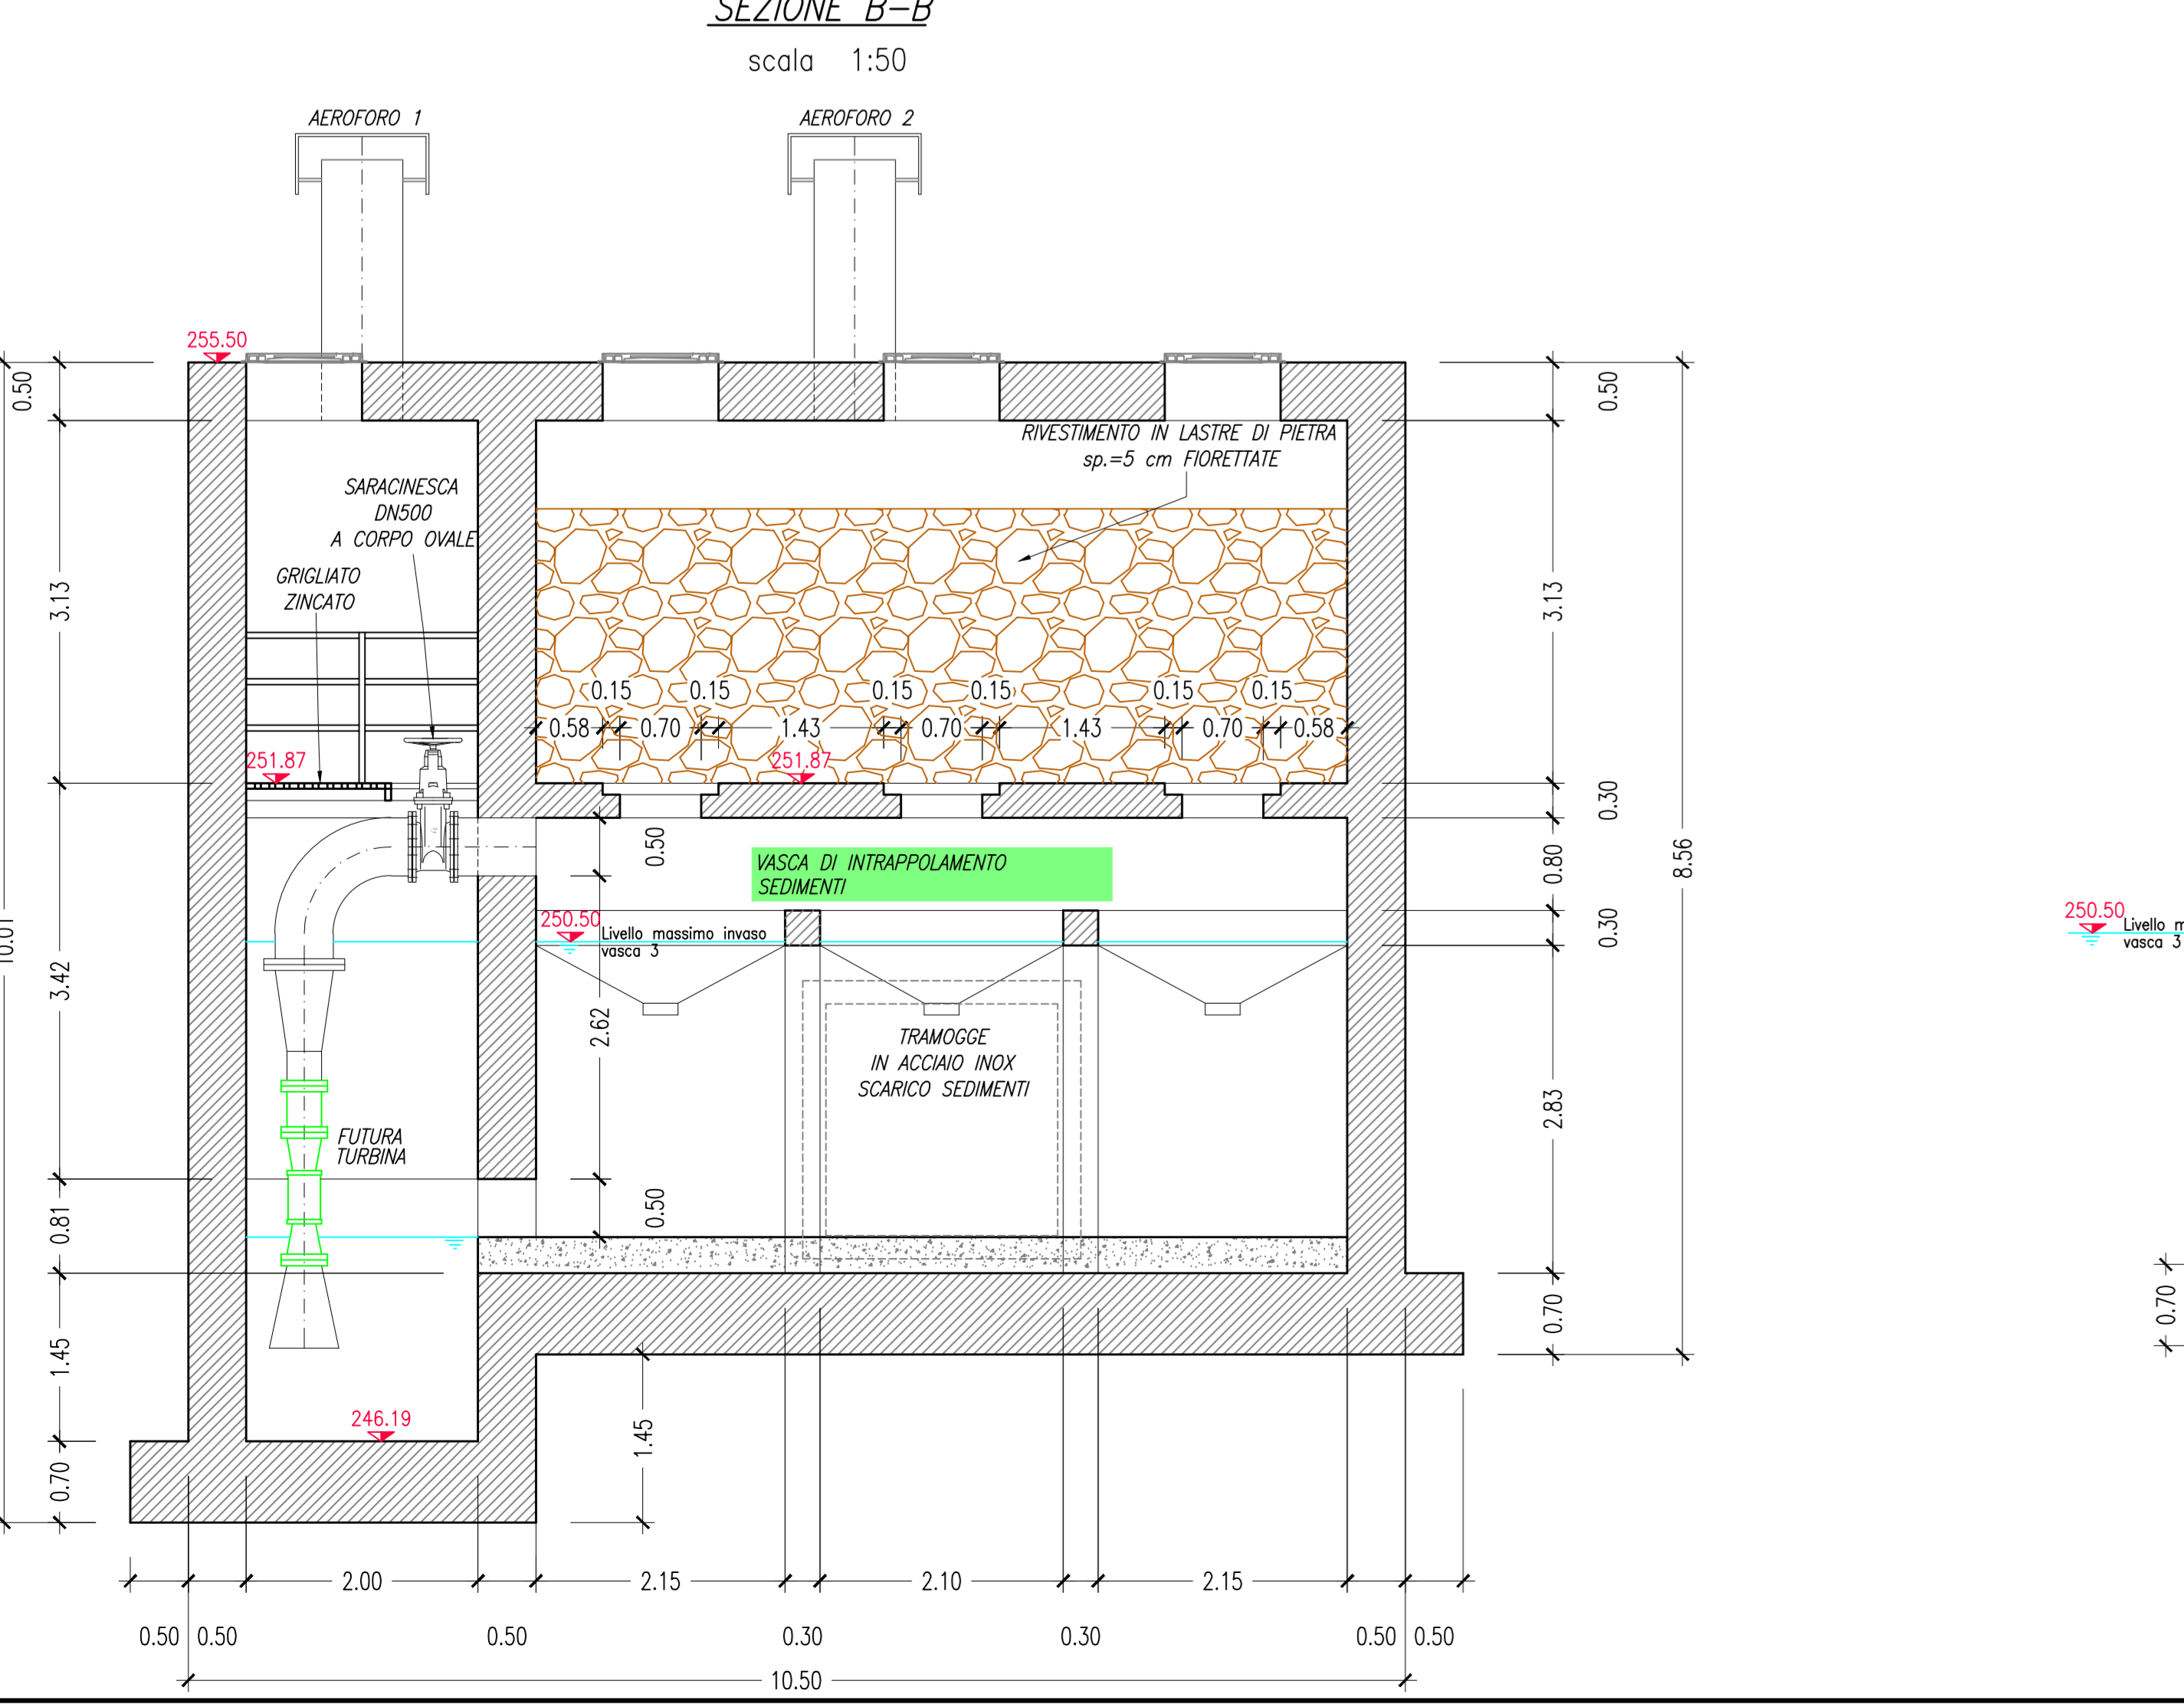 SEZIONE B-B
scala 1:50
AEROFORO 1
AEROFORO 2
255.50
0.50
0.50
RIVESTIMENTO IN LASTRE DI PIETRA
sp.=5 cm FIORETTATE
SARACINESCA
DN500
A CORPO OVALE
GRIGLIATO
ZINCATO
3.13
3.13
0.15 0.15 0.15 0.15 0.15 0.15
0.58 0.70 1.43 0.70 1.43 0.70 0.58
251.87
251.87
0.30
0.50
VASCA DI INTRAPPOLAMENTO
SEDIMENTI
0.80
8.56
10.01
250.50
Livello massimo invaso
vasca 3
0.30
250.50
Livello m
vasca 3
3.42
2.62
TRAMOGGE
IN ACCIAIO INOX
SCARICO SEDIMENTI
2.83
FUTURA
TURBINA
0.81
0.50
0.70
0.70
1.45
246.19
1.45
0.70
2.00 2.15 2.10 2.15
0.50 0.50 0.50 0.30 0.30 0.50 0.50
10.50